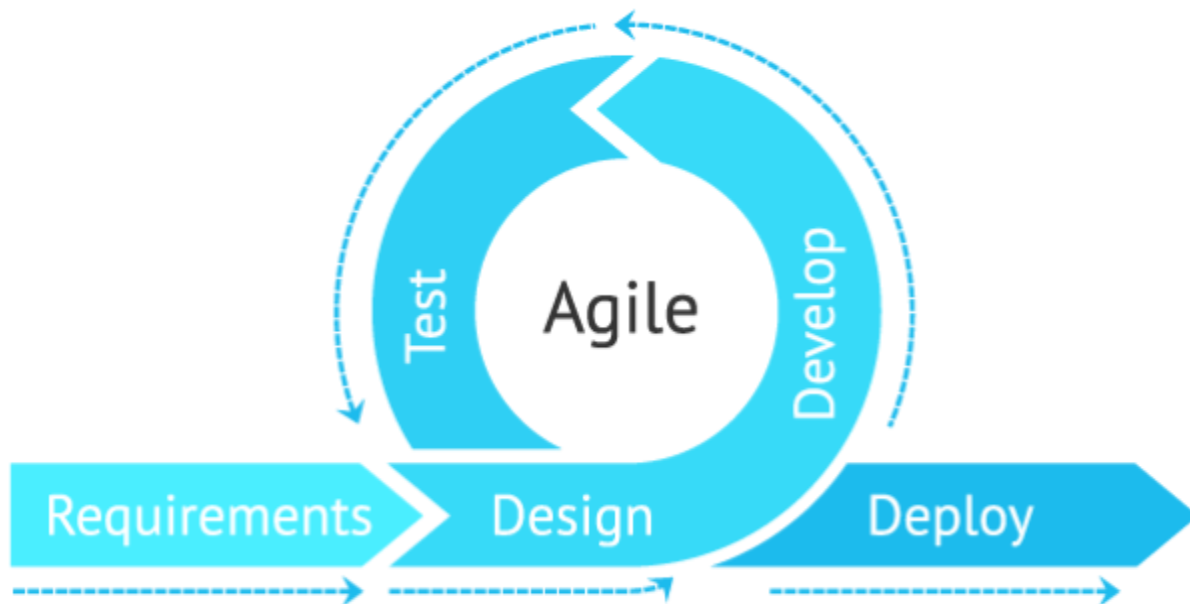 Agile
Test
Develop
Requirements
Design
Deploy